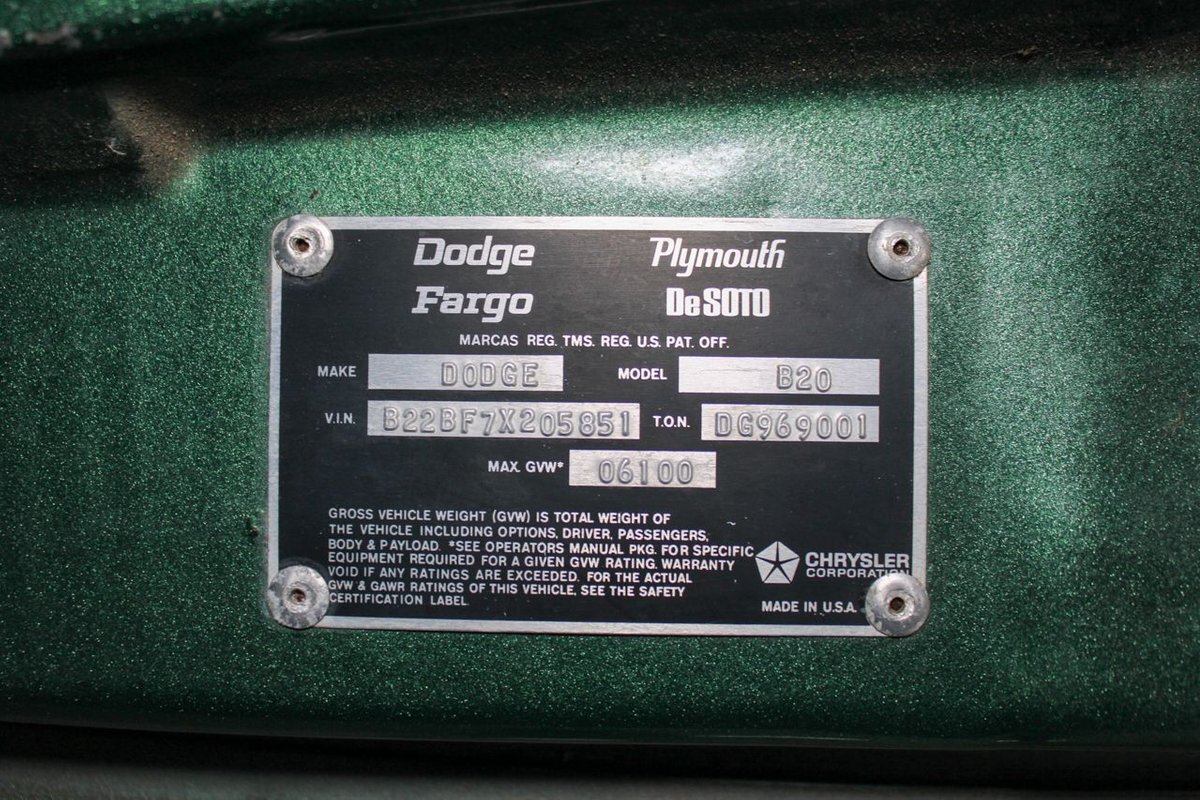 Dodge Plymouth
Fargo De SOTO
MARCAS REG. TMS. REG. U.S. PAT. OFF.
MAKE DODGE MODEL B20
V.I.N. B22BF7X205851 T.O.N. DG969001
MAX. GVW* 06100
GROSS VEHICLE WEIGHT (GVW) IS TOTAL WEIGHT OF
THE VEHICLE INCLUDING OPTIONS, DRIVER, PASSENGERS,
BODY & PAYLOAD. *SEE OPERATORS MANUAL PKG. FOR SPECIFIC
EQUIPMENT REQUIRED FOR A GIVEN GVW RATING. WARRANTY
VOID IF ANY RATINGS ARE EXCEEDED. FOR THE ACTUAL
GVW & GAWR RATINGS OF THIS VEHICLE, SEE THE SAFETY
CERTIFICATION LABEL.
CHRYSLER
CORPORATION
MADE IN U.S.A.